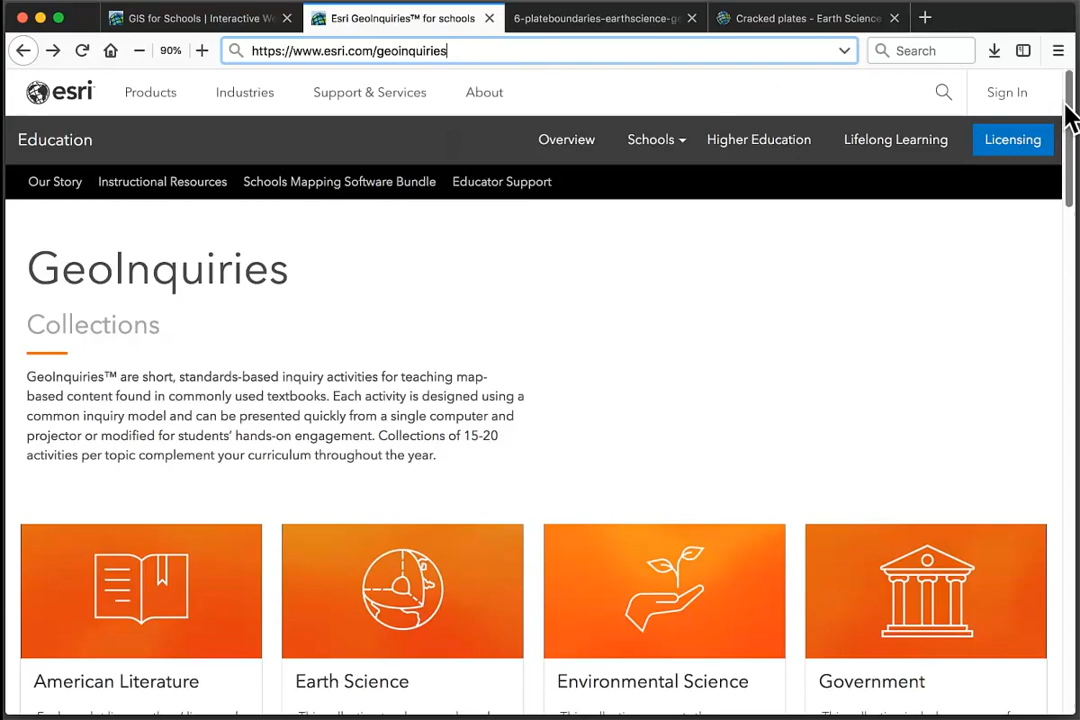 GIS for Schools | Interactive We
Esri GeoInquiries™ for schools
6-plateboundaries-earthscience-ge
Cracked plates - Earth Science
90%
https://www.esri.com/geoinquiries
Search
esri
Products
Industries
Support & Services
About
Sign In
Education
Overview
Schools
Higher Education
Lifelong Learning
Licensing
Our Story
Instructional Resources
Schools Mapping Software Bundle
Educator Support
GeoInquiries
Collections
GeoInquiries™ are short, standards-based inquiry activities for teaching map-
based content found in commonly used textbooks. Each activity is designed using a
common inquiry model and can be presented quickly from a single computer and
projector or modified for students' hands-on engagement. Collections of 15-20
activities per topic complement your curriculum throughout the year.
American Literature
Earth Science
Environmental Science
Government